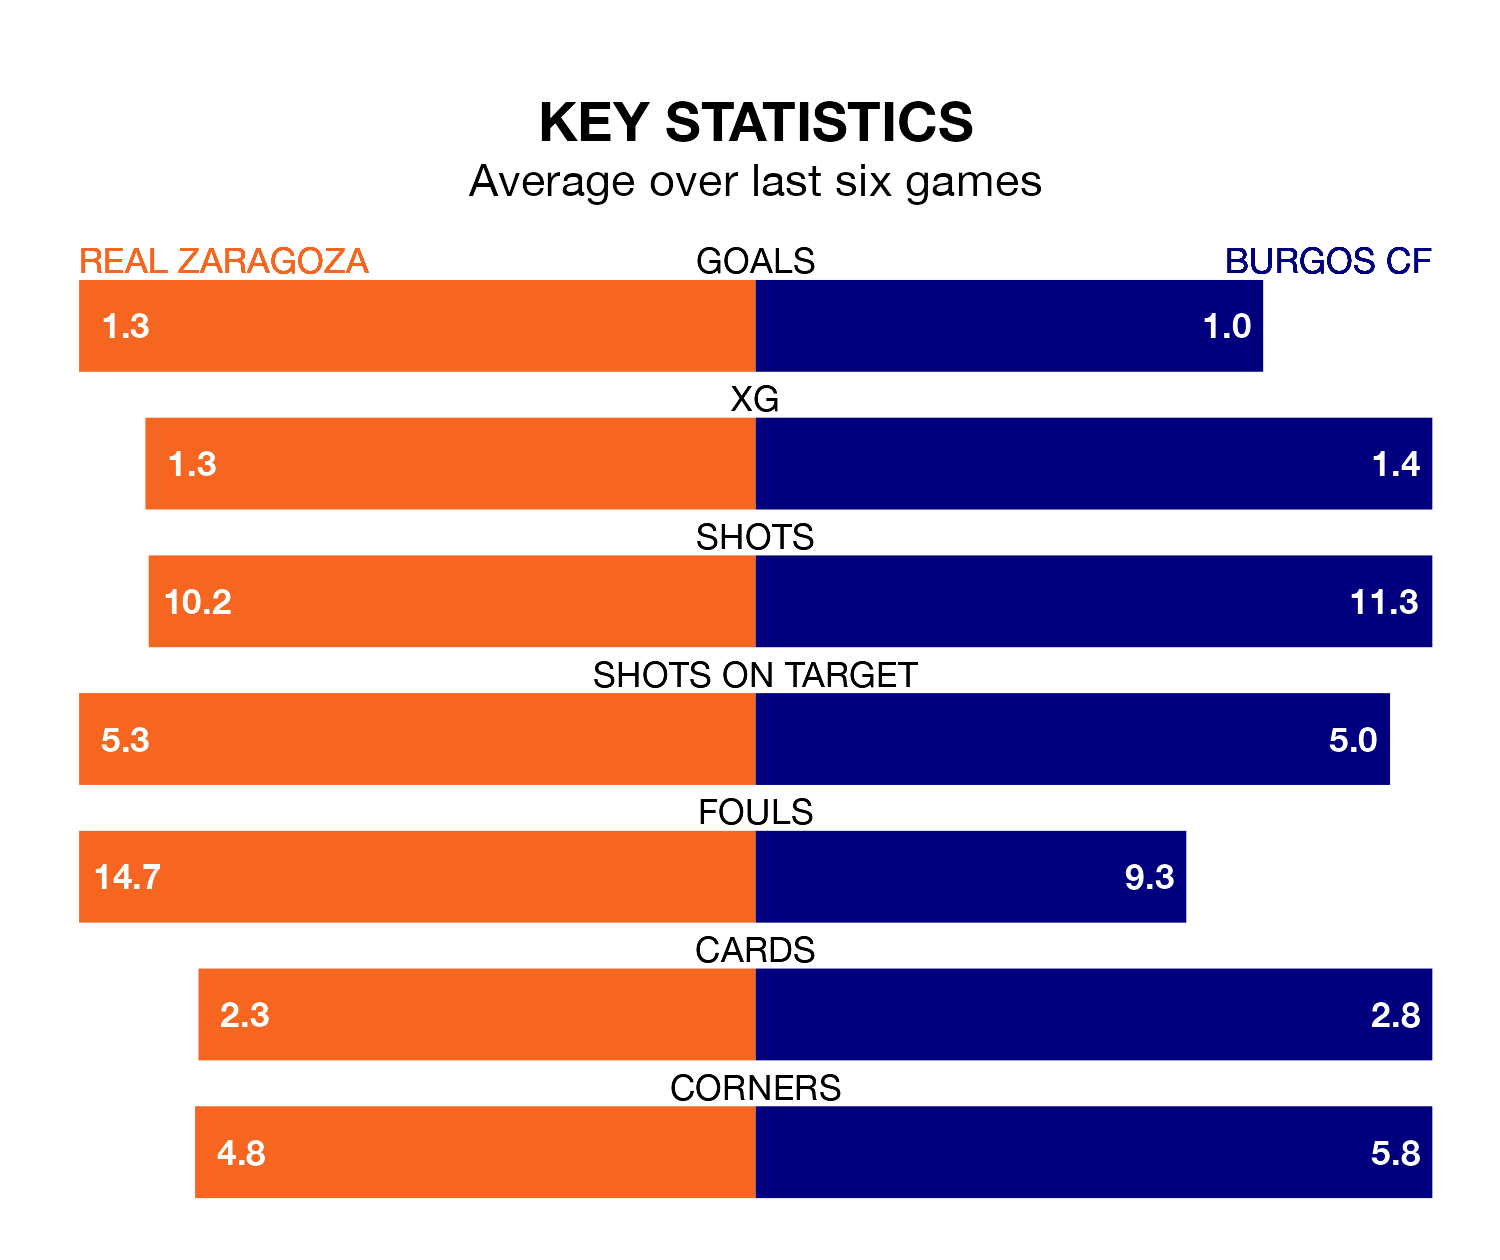 KEY STATISTICS
Average over last six games
REAL ZARAGOZA GOALS BURGOS CF
1.3 1.0
XG
1.3 1.4
SHOTS
10.2 11.3
SHOTS ON TARGET
5.3 5.0
FOULS
14.7 9.3
CARDS
2.3 2.8
CORNERS
4.8 5.8